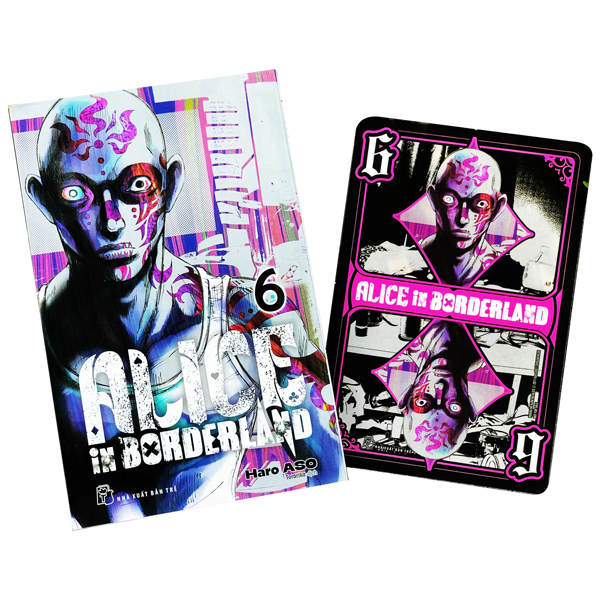 6
ALICE
IN BORDERLAND
Haro ASO
NHÀ XUẤT BẢN TRẺ
6
ALICE IN BORDERLAND
6